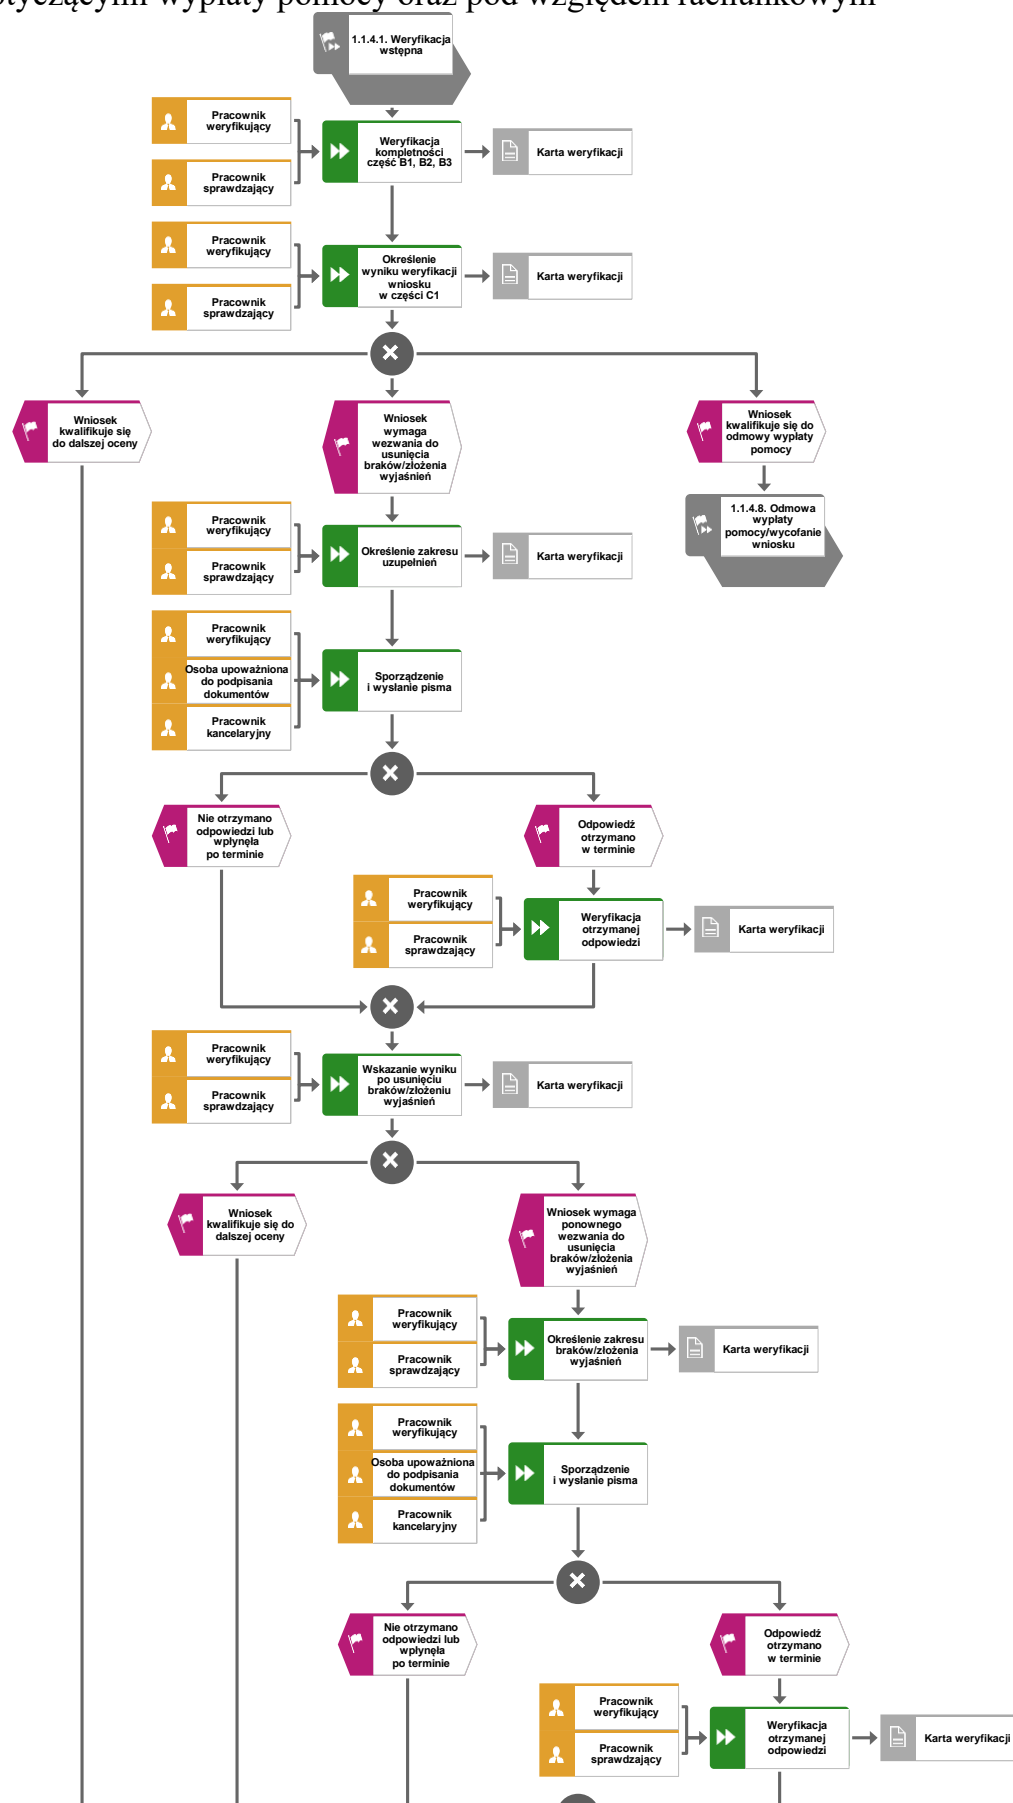 otyczącymi wypłaty pomocy oraz pod względem rachunkowym
1.1.4.1. Weryfikacja
wstępna
Pracownik
weryfikujący
Pracownik
sprawdzający
Weryfikacja
kompletności
część B1, B2, B3
Karta weryfikacji
Pracownik
weryfikujący
Pracownik
sprawdzający
Określenie
wyniku weryfikacji
wniosku
w części C1
Karta weryfikacji
Wniosek
kwalifikuje się
do dalszej oceny
Wniosek
wymaga
wezwania do
usunięcia
braków/złożenia
wyjaśnień
Wniosek
kwalifikuje się do
odmowy wypłaty
pomocy
1.1.4.8. Odmowa
wypłaty
pomocy/wycofanie
wniosku
Pracownik
weryfikujący
Pracownik
sprawdzający
Określenie zakresu
uzupełnień
Karta weryfikacji
Pracownik
weryfikujący
Osoba upoważniona
do podpisania
dokumentów
Pracownik
kancelaryjny
Sporządzenie
i wysłanie pisma
Nie otrzymano
odpowiedzi lub
wpłynęła
po terminie
Odpowiedź
otrzymano
w terminie
Pracownik
weryfikujący
Pracownik
sprawdzający
Weryfikacja
otrzymanej
odpowiedzi
Karta weryfikacji
Pracownik
weryfikujący
Pracownik
sprawdzający
Wskazanie wyniku
po usunięciu
braków/złożeniu
wyjaśnień
Karta weryfikacji
Wniosek
kwalifikuje się do
dalszej oceny
Wniosek wymaga
ponownego
wezwania do
usunięcia
braków/złożenia
wyjaśnień
Pracownik
weryfikujący
Pracownik
sprawdzający
Określenie zakresu
braków/złożenia
wyjaśnień
Karta weryfikacji
Pracownik
weryfikujący
Osoba upoważniona
do podpisania
dokumentów
Pracownik
kancelaryjny
Sporządzenie
i wysłanie pisma
Nie otrzymano
odpowiedzi lub
wpłynęła
po terminie
Odpowiedź
otrzymano
w terminie
Pracownik
weryfikujący
Pracownik
sprawdzający
Weryfikacja
otrzymanej
odpowiedzi
Karta weryfikacji